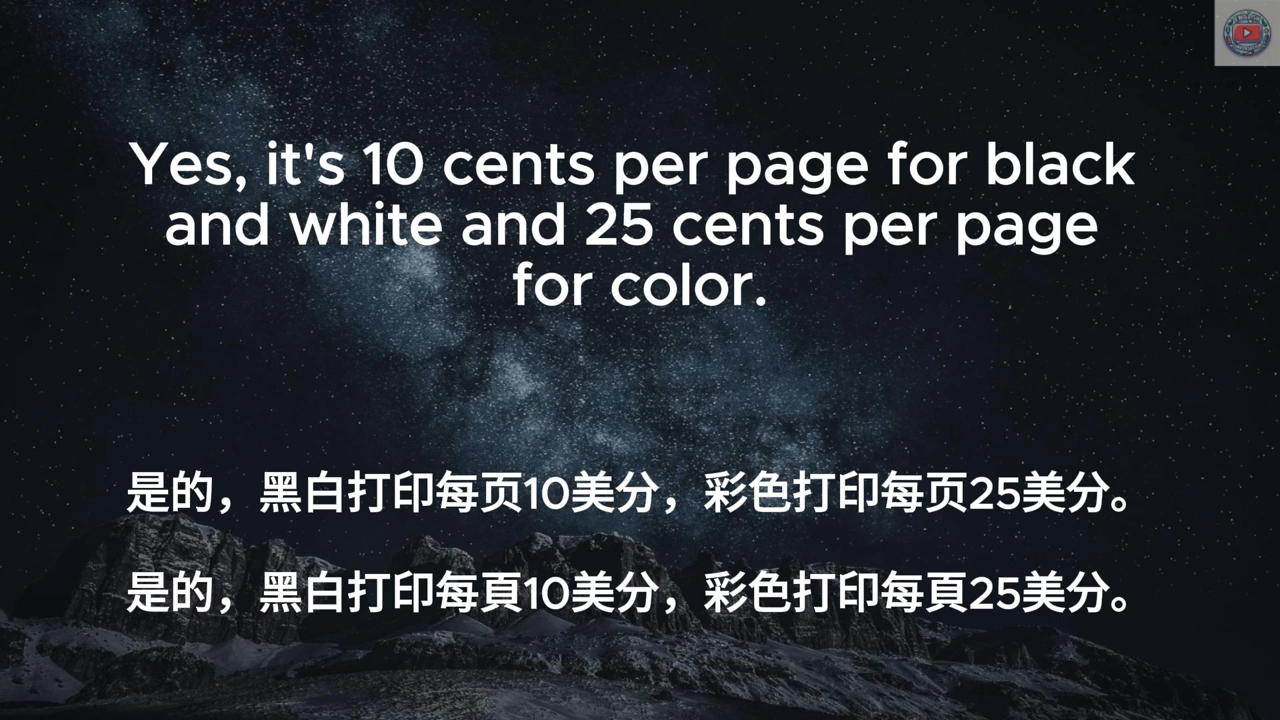 Yes, it's 10 cents per page for black
and white and 25 cents per page
for color.
是的，黑白打印每页10美分，彩色打印每页25美分。
是的，黑白打印每頁10美分，彩色打印每頁25美分。